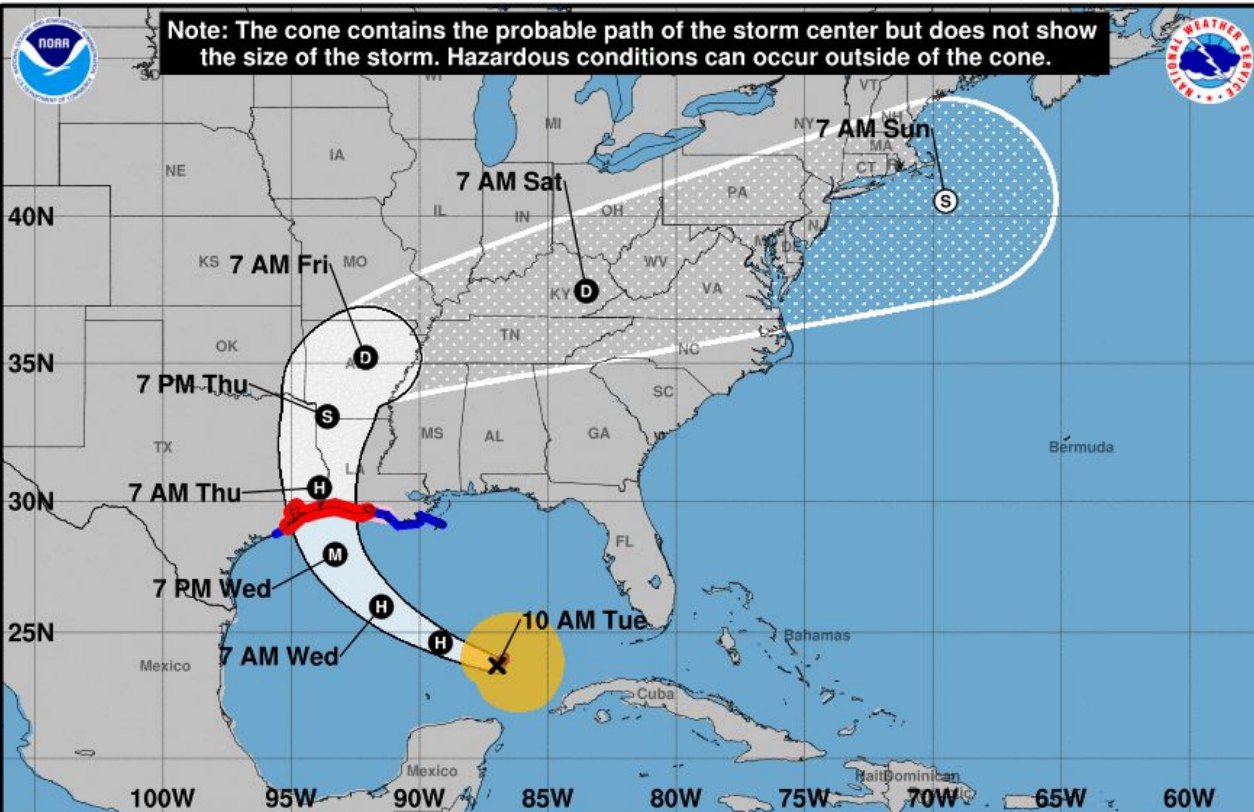 Note: The cone contains the probable path of the storm center but does not show
the size of the storm. Hazardous conditions can occur outside of the cone.
NOAA
NATIONAL WEATHER SERVICE
WI
VT
MI
NY
NH
7 AM Sun
IA
MA
NE
CT
7 AM Sat
PA
S
40N
IL
IN
OH
N
DE
7 AM Fri
KS
MO
WV
KY
D
VA
OK
TN
35N
D
NC
7 PM Thu
S
SC
TX
MS
AL
GA
Bermuda
LA
7 AM Thu
H
30N
FL
M
7 PM Wed
H
10 AM Tue
25N
H
Bahamas
7 AM Wed
Mexico
Cuba
Mexico
Dominican
100W
95W
90W
85W
80W
75W
70W
65W
60W